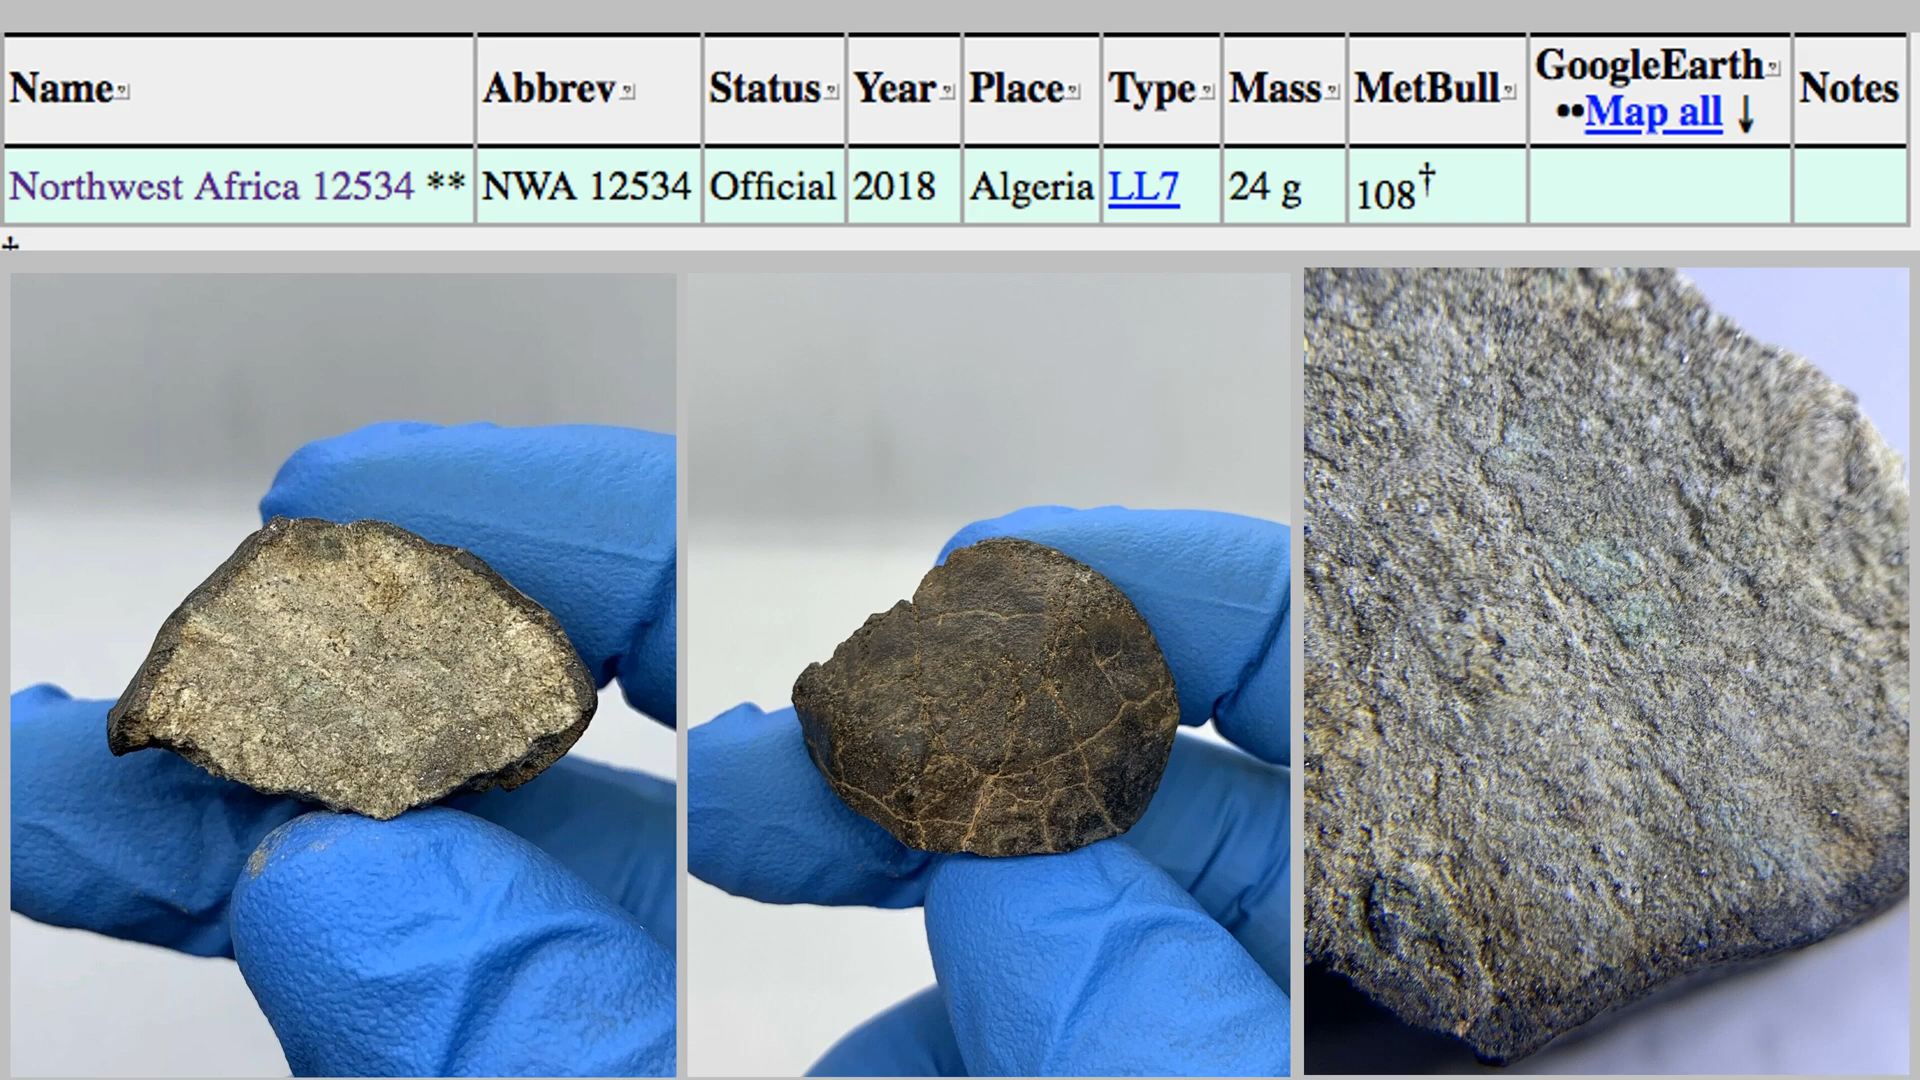 Name Abbrev Status Year Place Type Mass MetBull GoogleEarth Notes
••Map all ↓
Northwest Africa 12534 ** NWA 12534 Official 2018 Algeria LL7 24 g 108†
†